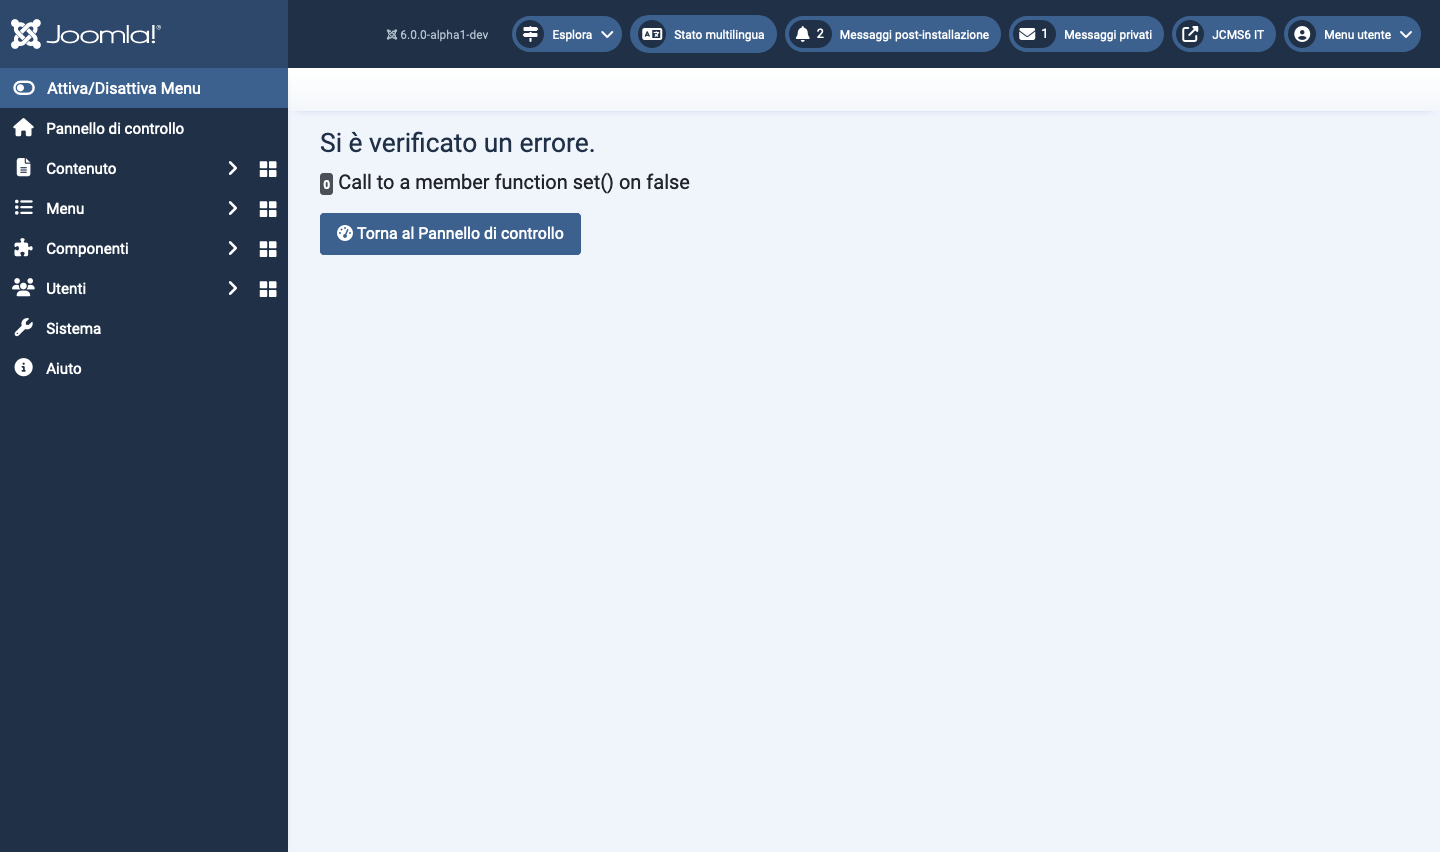 Joomla!
6.0.0-alpha1-dev
Esplora
Stato multilingua
2 Messaggi post-installazione
1 Messaggi privati
JCMS6 IT
Menu utente
Attiva/Disattiva Menu
Pannello di controllo
Contenuto
Menu
Componenti
Utenti
Sistema
Aiuto
Si è verificato un errore.
0 Call to a member function set() on false
Torna al Pannello di controllo